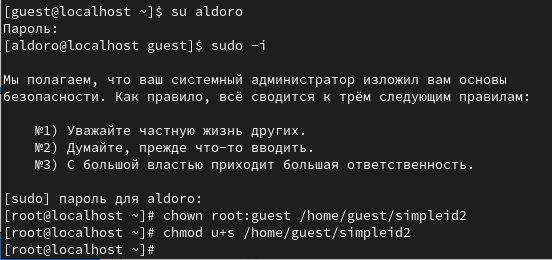 [guest@localhost ~]$ su aldoro
Пароль:
[aldoro@localhost guest]$ sudo -i
Мы полагаем, что ваш системный администратор изложил вам основы
безопасности. Как правило, всё сводится к трём следующим правилам:
№1) Уважайте частную жизнь других.
№2) Думайте, прежде что-то вводить.
№3) С большой властью приходит большая ответственность.
[sudo] пароль для aldoro:
[root@localhost ~]# chown root:guest /home/guest/simpleid2
[root@localhost ~]# chmod u+s /home/guest/simpleid2
[root@localhost ~]#